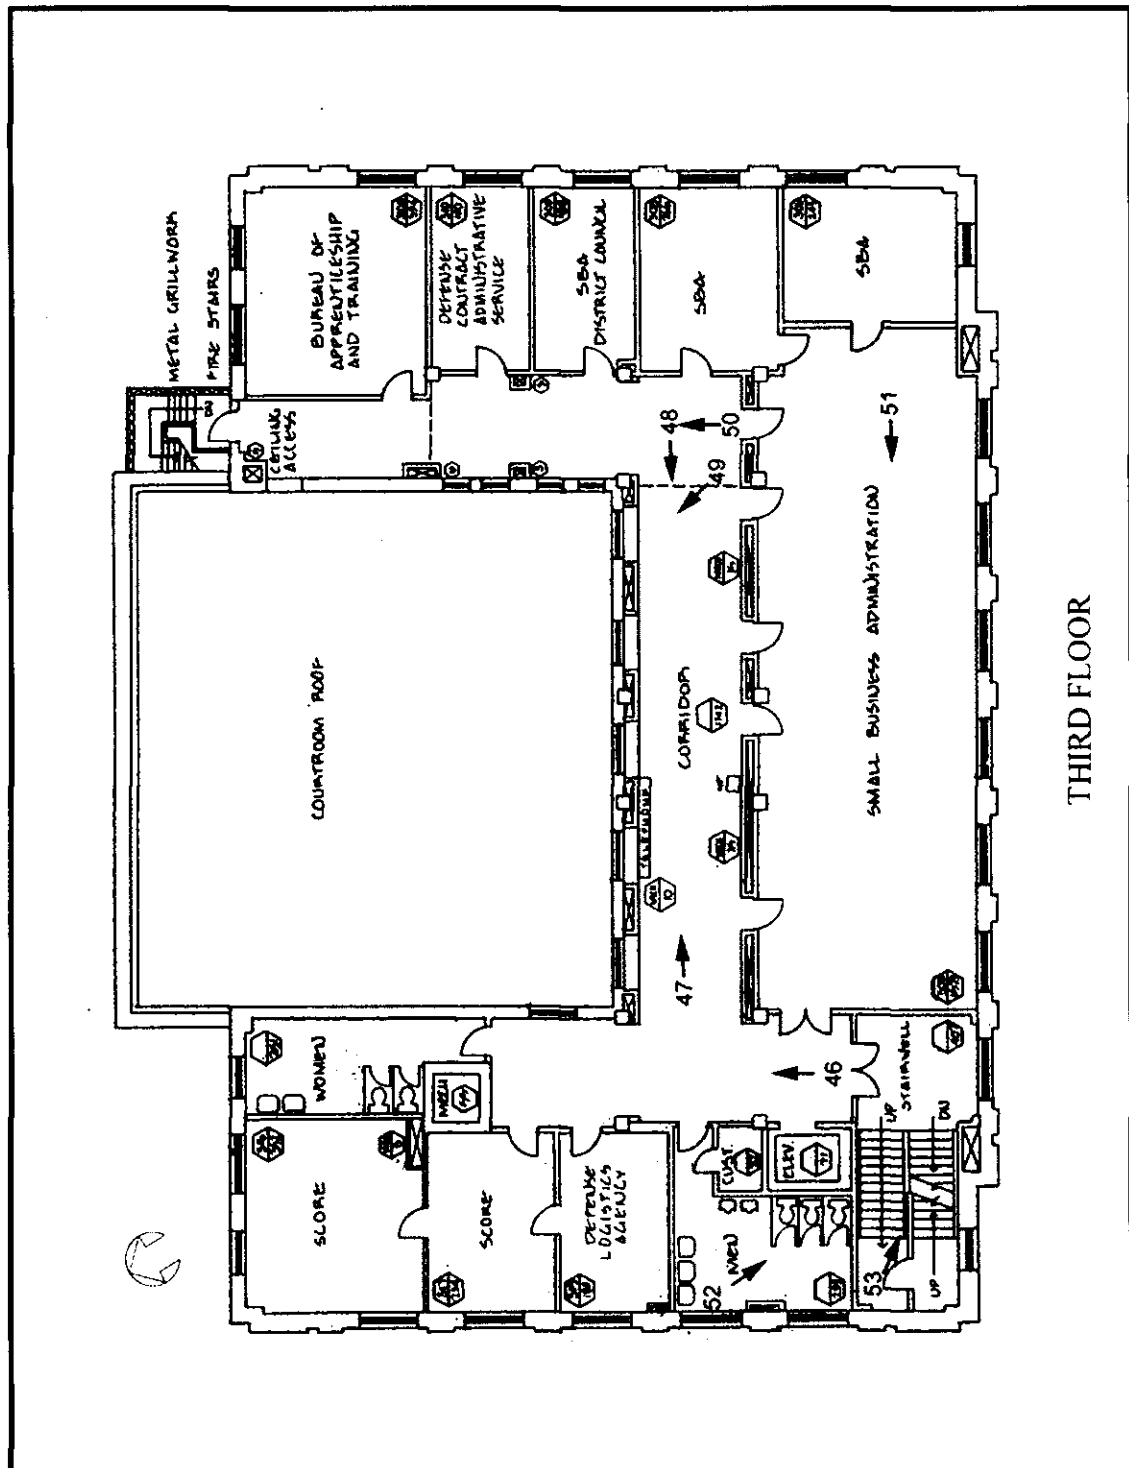 METAL GRILLWORK
FIRE STAIRS
DN
CEILING
ACCESS
BUREAU OF
APPRENTICESHIP
AND TRAINING
DEFENSE
CONTRACT
ADMINISTRATIVE
SERVICE
SBA
DISTRICT COUNCIL
SBA
SBA
COURTROOM ROOF
48
50
49
51
CORRIDOR
TELEPHONE
SMALL BUSINESS ADMINISTRATION
47
46
WOMEN
MECH
SCORE
SCORE
DEFENSE
LOGISTICS
AGENCY
MEN
52
CUST.
ELEV.
STAIRWELL
UP
DN
53
UP
THIRD FLOOR